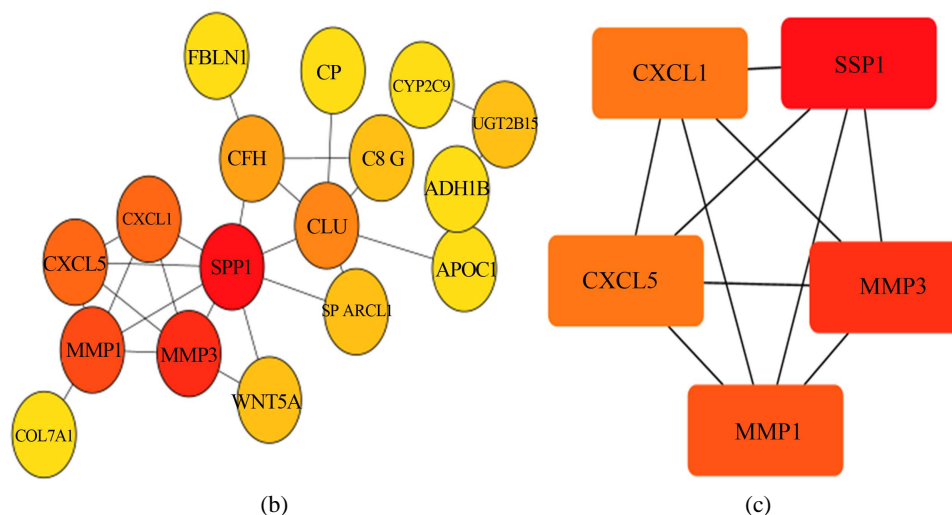 FBLN1
CP
CYP2C9
UGT2B15
CFH
C8 G
ADH1B
CXCL1
CLU
CXCL5
SPP1
APOC1
SP ARCL1
MMP1
MMP3
WNT5A
COL7A1
(b)
CXCL1
SSP1
CXCL5
MMP3
MMP1
(c)